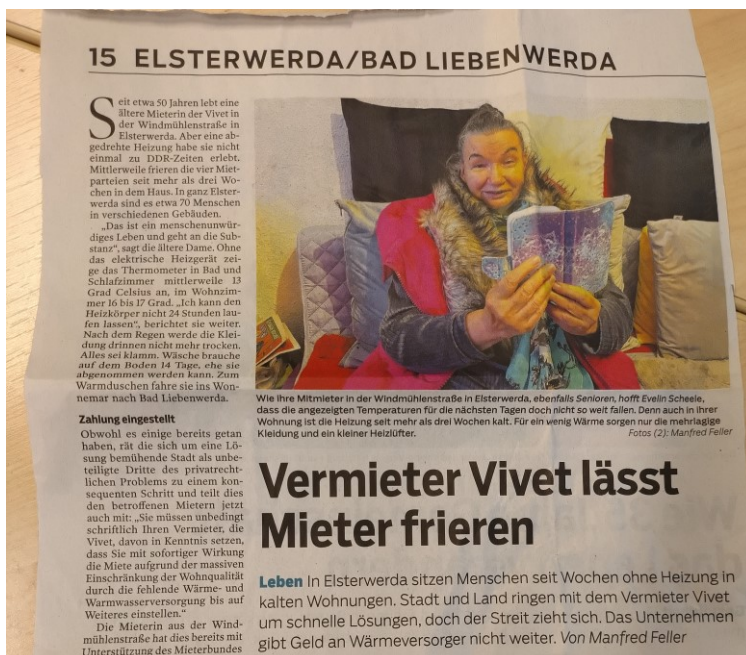 15 ELSTERWERDA/BAD LIEBENWERDA
Seit etwa 50 Jahren lebt eine
ältere Mieterin der Vivet in
der Windmühlenstraße in
Elsterwerda. Aber eine ab-
gedrehte Heizung habe sie nicht
einmal zu DDR-Zeiten erlebt.
Mittlerweile frieren die vier Miet-
parteien seit mehr als drei Wo-
chen in dem Haus. In ganz Elster-
werda sind es etwa 70 Menschen
in verschiedenen Gebäuden.
„Das ist ein menschenunwür-
diges Leben und geht an die Sub-
stanz“, sagt die ältere Dame. Ohne
das elektrische Heizgerät zei-
ge das Thermometer in Bad und
Schlafzimmer mittlerweile 13
Grad Celsius an, im Wohnzim-
mer 16 bis 17 Grad. „Ich kann den
Heizkörper nicht 24 Stunden lau-
fen lassen“, berichtet sie weiter.
Nach dem Regen werde die Klei-
dung drinnen nicht mehr trocken.
Alles sei klamm. Wäsche brauche
auf dem Boden 14 Tage, ehe sie
abgenommen werden kann. Zum
Warmduschen fahre sie ins Won-
nemar nach Bad Liebenwerda.
Zahlung eingestellt
Obwohl es einige bereits getan
haben, rät die sich um eine Lö-
sung bemühende Stadt als unbe-
teiligte Dritte des privatrecht-
lichen Problems zu einem kon-
sequenten Schritt und teilt dies
den betroffenen Mietern jetzt
auch mit: „Sie müssen unbedingt
schriftlich Ihren Vermieter, die
Vivet, davon in Kenntnis setzen,
dass Sie mit sofortiger Wirkung
die Miete aufgrund der massiven
Einschränkung der Wohnqualität
durch die fehlende Wärme- und
Warmwasserversorgung bis auf
Weiteres einstellen.“
Die Mieterin aus der Wind-
mühlenstraße hat dies bereits mit
Unterstützung des Mieterbundes
Wie ihre Mitmieter in der Windmühlenstraße in Elsterwerda, ebenfalls Senioren, hofft Evelin Scheele,
dass die angezeigten Temperaturen für die nächsten Tagen doch nicht so weit fallen. Denn auch in ihrer
Wohnung ist die Heizung seit mehr als drei Wochen kalt. Für ein wenig Wärme sorgen nur die mehrlagige
Kleidung und ein kleiner Heizlüfter. Fotos (2): Manfred Feller
Vermieter Vivet lässt
Mieter frieren
Leben In Elsterwerda sitzen Menschen seit Wochen ohne Heizung in
kalten Wohnungen. Stadt und Land ringen mit dem Vermieter Vivet
um schnelle Lösungen, doch der Streit zieht sich. Das Unternehmen
gibt Geld an Wärmeversorger nicht weiter. Von Manfred Feller